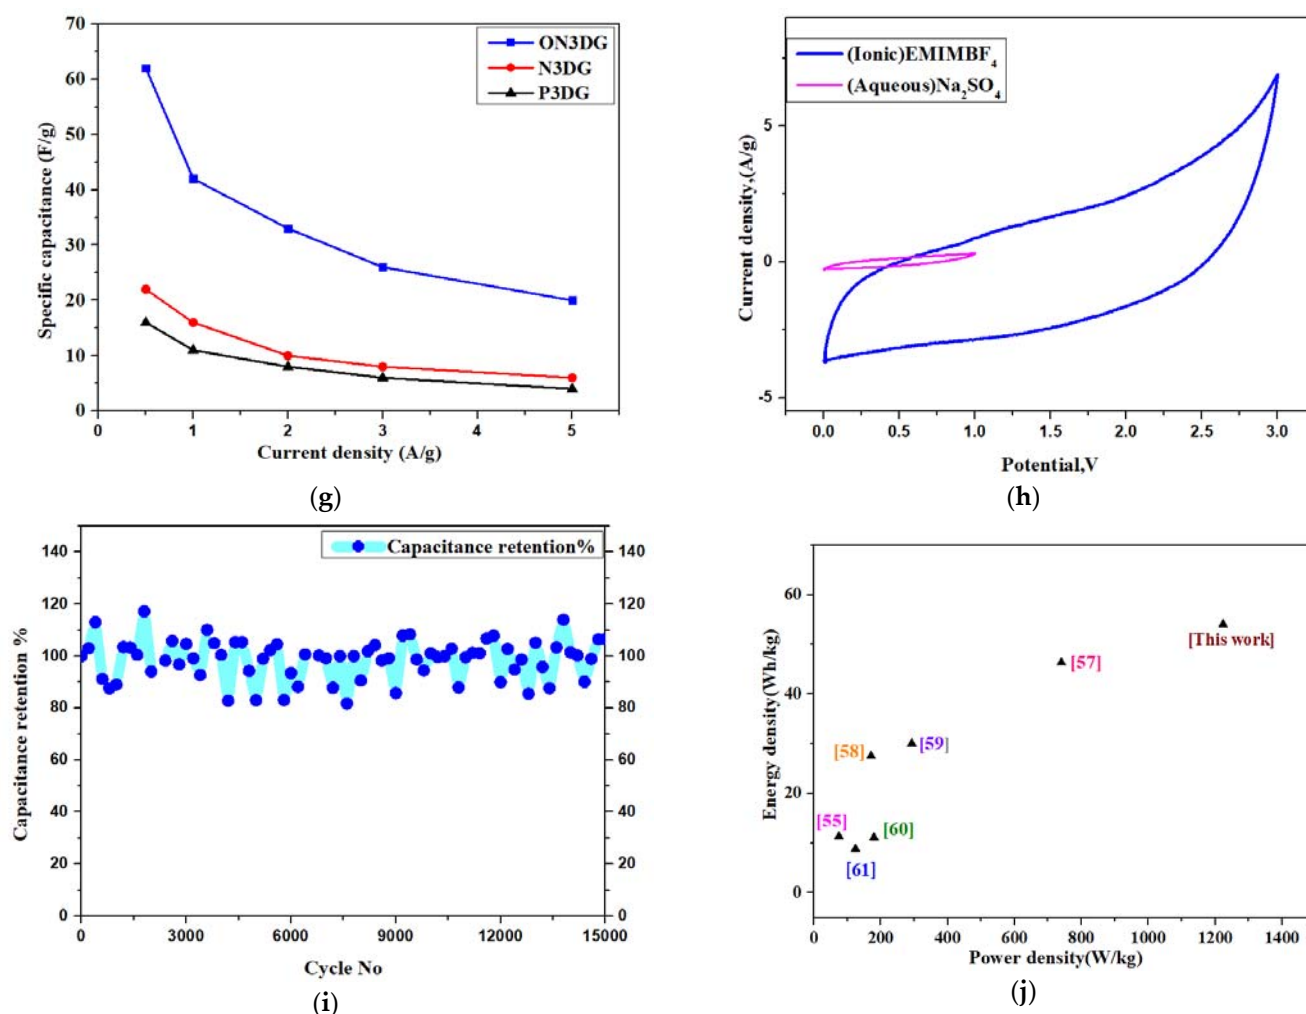 70
60
50
40
30
20
10
0
Specific capacitance (F/g)
ON3DG
N3DG
P3DG
0 1 2 3 4 5
Current density (A/g)
(g)
5
0
-5
Current density,(A/g)
(Ionic)EMIMBF4
(Aqueous)Na2SO4
0.0 0.5 1.0 1.5 2.0 2.5 3.0
Potential,V
(h)
140
120
100
80
60
40
20
0
Capacitance retention %
Capacitance retention%
140
120
100
80
60
40
20
0
0 3000 6000 9000 12000 15000
Cycle No
(i)
60
40
20
0
Energy density(Wh/kg)
[This work]
[57]
[58]
[59]
[55]
[60]
[61]
0 200 400 600 800 1000 1200 1400
Power density(W/kg)
(j)